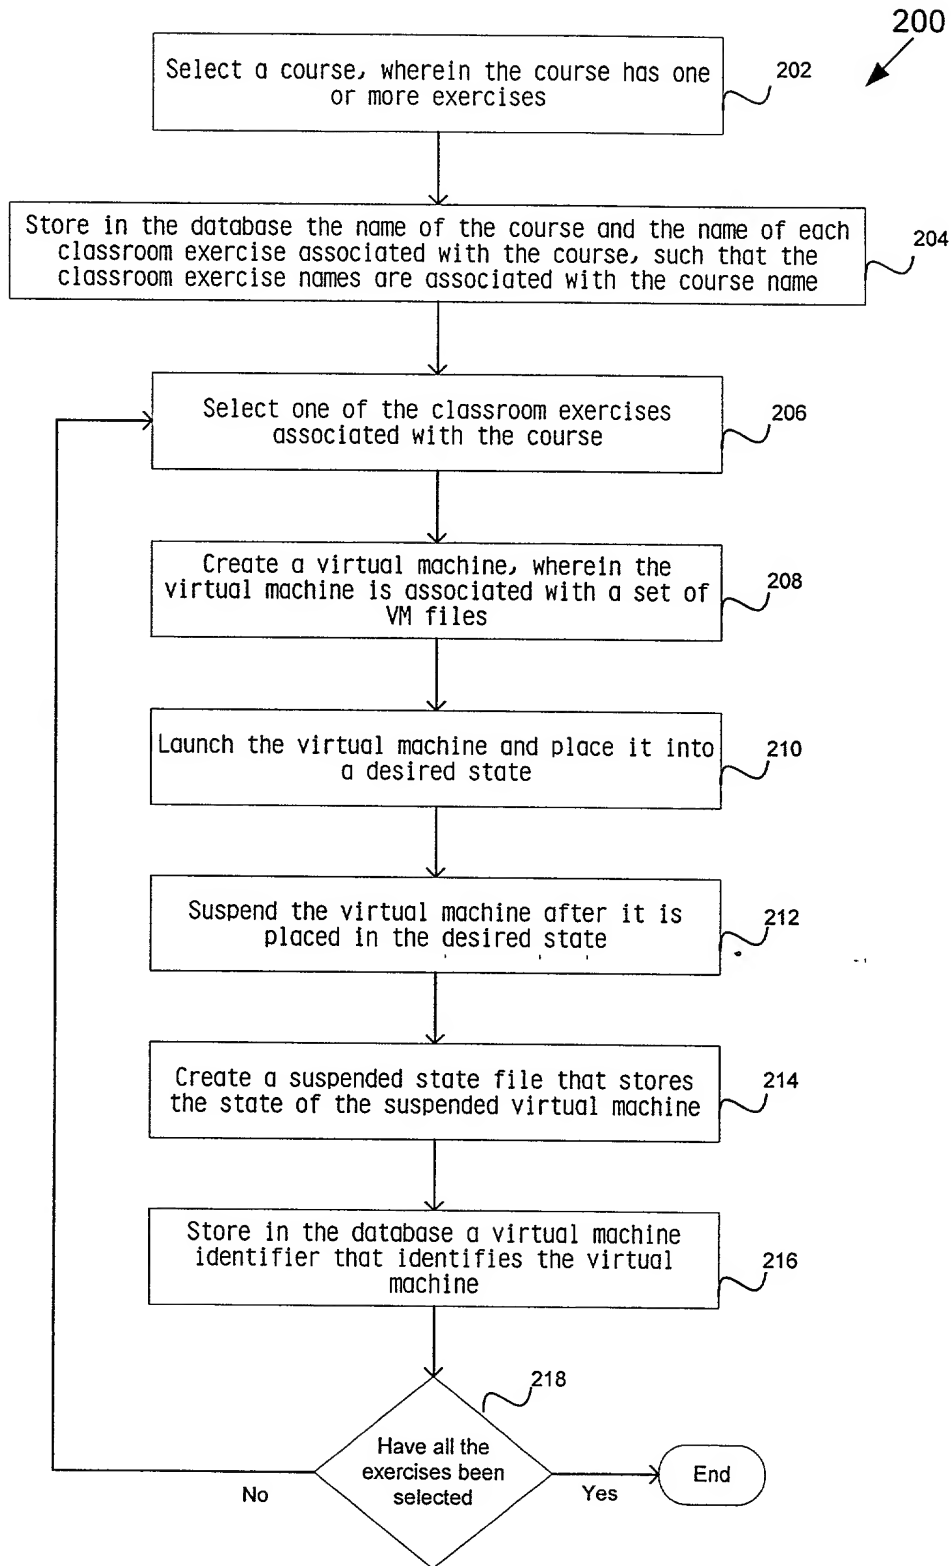 200
Select a course, wherein the course has one
or more exercises
202
Store in the database the name of the course and the name of each
classroom exercise associated with the course, such that the
classroom exercise names are associated with the course name
204
Select one of the classroom exercises
associated with the course
206
Create a virtual machine, wherein the
virtual machine is associated with a set of
VM files
208
Launch the virtual machine and place it into
a desired state
210
Suspend the virtual machine after it is
placed in the desired state
212
Create a suspended state file that stores
the state of the suspended virtual machine
214
Store in the database a virtual machine
identifier that identifies the virtual
machine
216
218
Have all the
exercises been
selected
No
Yes
End